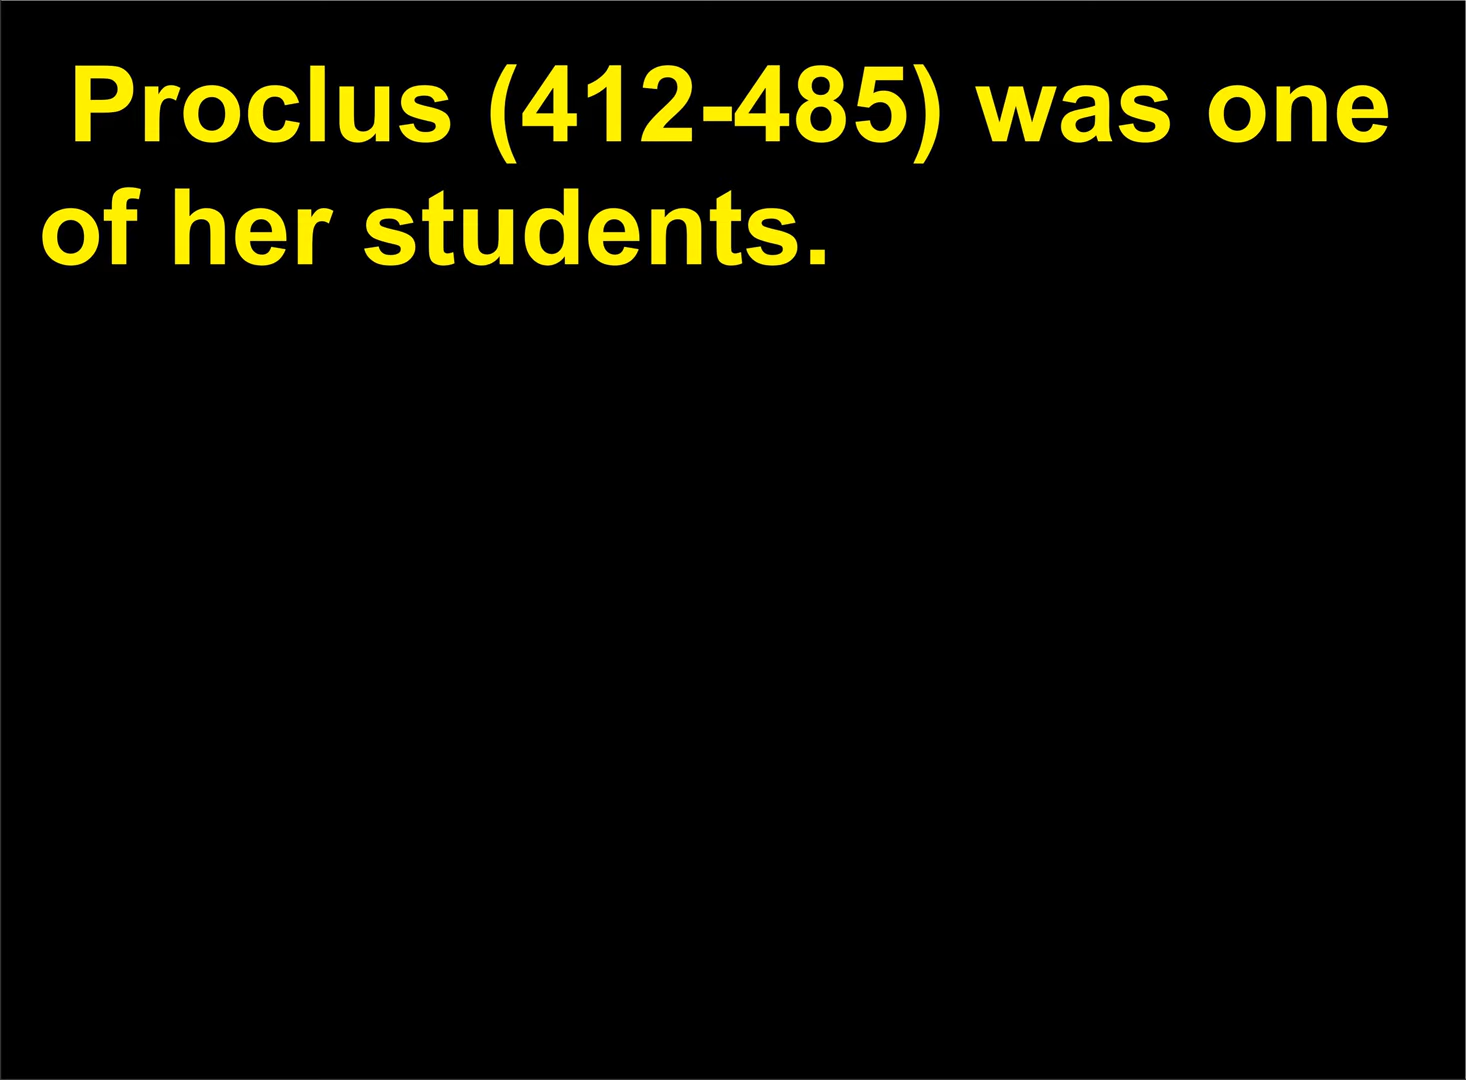 Proclus (412-485) was one
of her students.